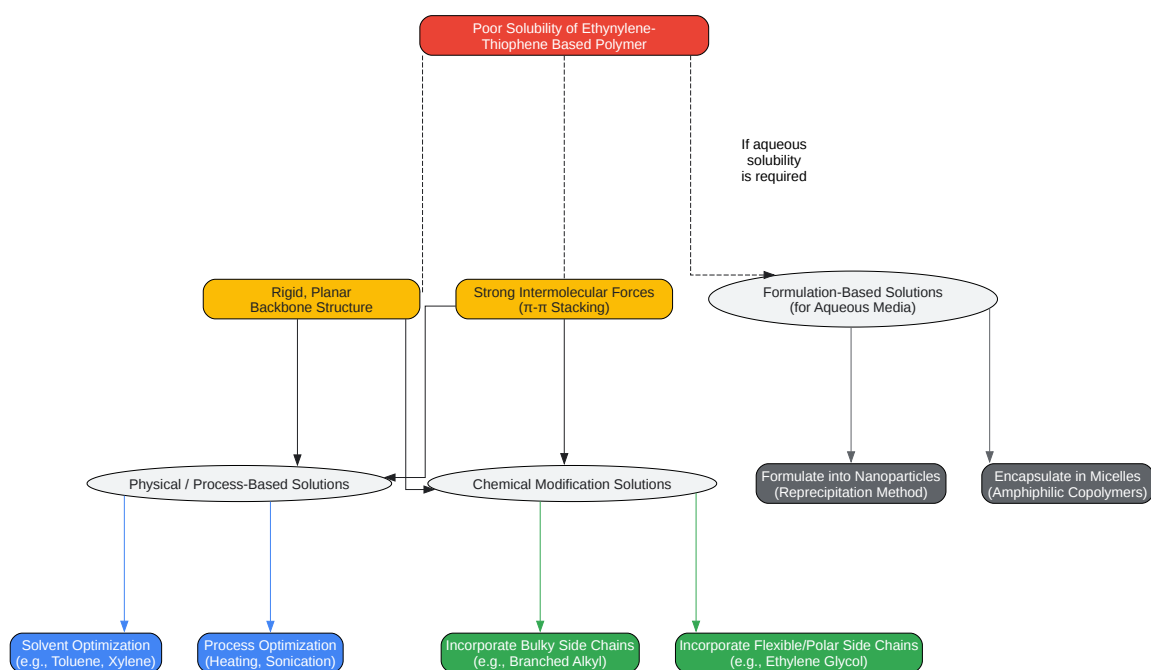 Poor Solubility of Ethynylene-
Thiophene Based Polymer
If aqueous
solubility
is required
Rigid, Planar
Backbone Structure
Strong Intermolecular Forces
(π-π Stacking)
Formulation-Based Solutions
(for Aqueous Media)
Physical / Process-Based Solutions
Chemical Modification Solutions
Formulate into Nanoparticles
(Reprecipitation Method)
Encapsulate in Micelles
(Amphiphilic Copolymers)
Solvent Optimization
(e.g., Toluene, Xylene)
Process Optimization
(Heating, Sonication)
Incorporate Bulky Side Chains
(e.g., Branched Alkyl)
Incorporate Flexible/Polar Side Chains
(e.g., Ethylene Glycol)